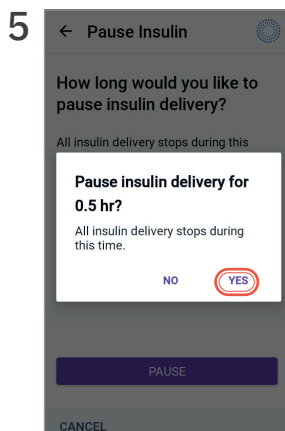 5
← Pause Insulin
How long would you like to
pause insulin delivery?
All insulin delivery stops during this
Pause insulin delivery for
0.5 hr?
All insulin delivery stops during
this time.
NO YES
PAUSE
CANCEL